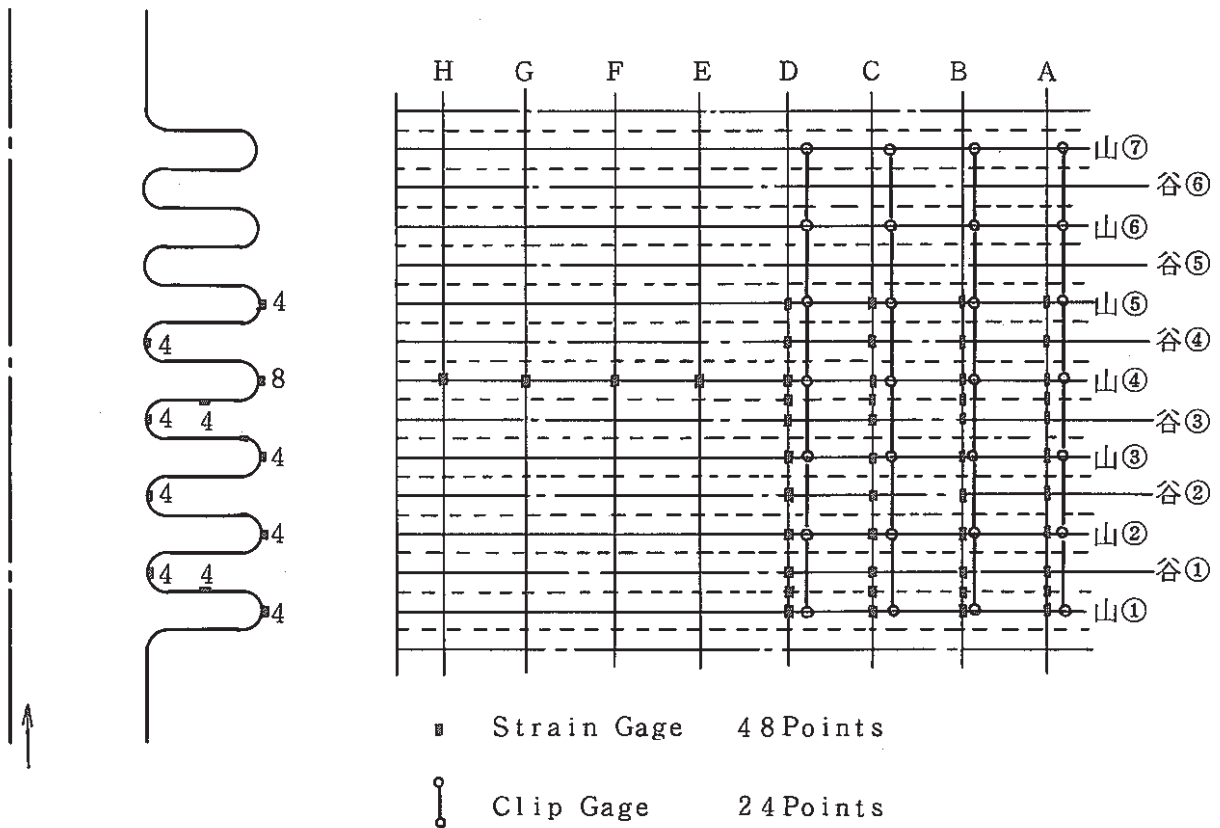 H G F E D C B A
山⑦
谷⑥
山⑥
谷⑤
4 山⑤
4 谷④
8 山④
4 4 谷③
4 山③
4 谷②
4 山②
4 4 谷①
4 山①
Strain Gage 48Points
Clip Gage 24Points